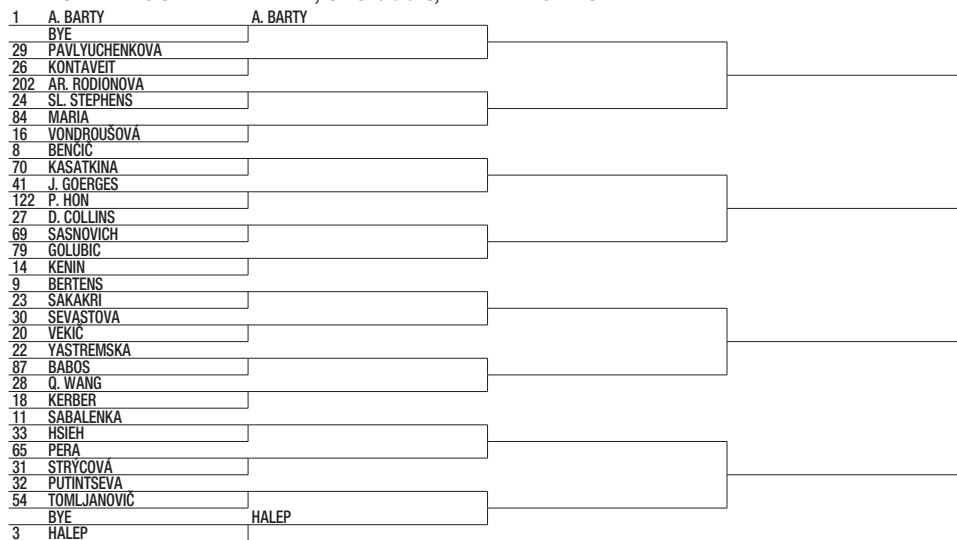 1 A. BARTY A. BARTY
BYE
29 PAVLYUCHENKOVA
26 KONTAVEIT
202 AR. RODIONOVA
24 SL. STEPHENS
84 MARIA
16 VONDROUŠOVÁ
8 BENČIČ
70 KASATKINA
41 J. GOERGES
122 P. HON
27 D. COLLINS
69 SASNOVICH
79 GOLUBIC
14 KENIN
9 BERTENS
23 SAKAKRI
30 SEVASTOVA
20 VEKIČ
22 YASTREMSKA
87 BABOS
28 Q. WANG
18 KERBER
11 SABALENKA
33 HSIEH
65 PERA
31 STRÝCOVÁ
32 PUTINTSEVA
54 TOMLJANOVIČ
BYE HALEP
3 HALEP